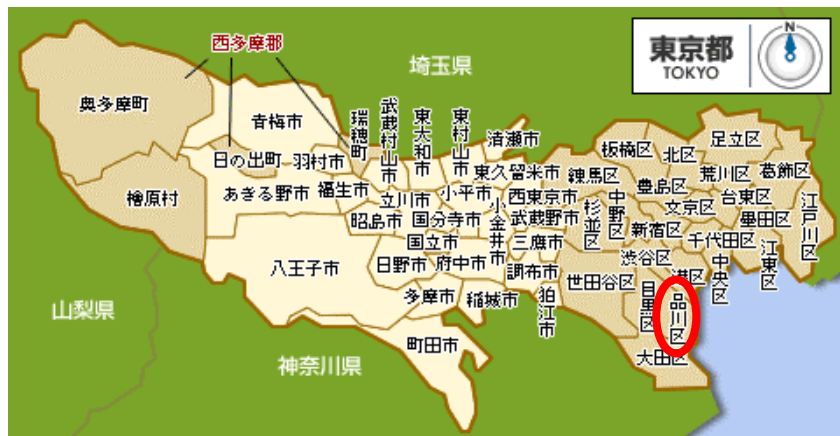 東京都
TOKYO
N
埼玉県
山梨県
神奈川県
西多摩郡
奥多摩町
檜原村
青梅市
日の出町
羽村市
あきる野市
福生市
瑞穂町
武蔵村山市
東大和市
東村山市
清瀬市
東久留米市
立川市
小平市
西東京市
昭島市
国分寺市
小金井市
武蔵野市
国立市
三鷹市
八王子市
日野市
府中市
調布市
多摩市
稲城市
狛江市
町田市
板橋区
北区
足立区
練馬区
豊島区
荒川区
葛飾区
杉並区
中野区
文京区
台東区
墨田区
江戸川区
新宿区
千代田区
渋谷区
中央区
江東区
世田谷区
目黒区
港区
品川区
大田区